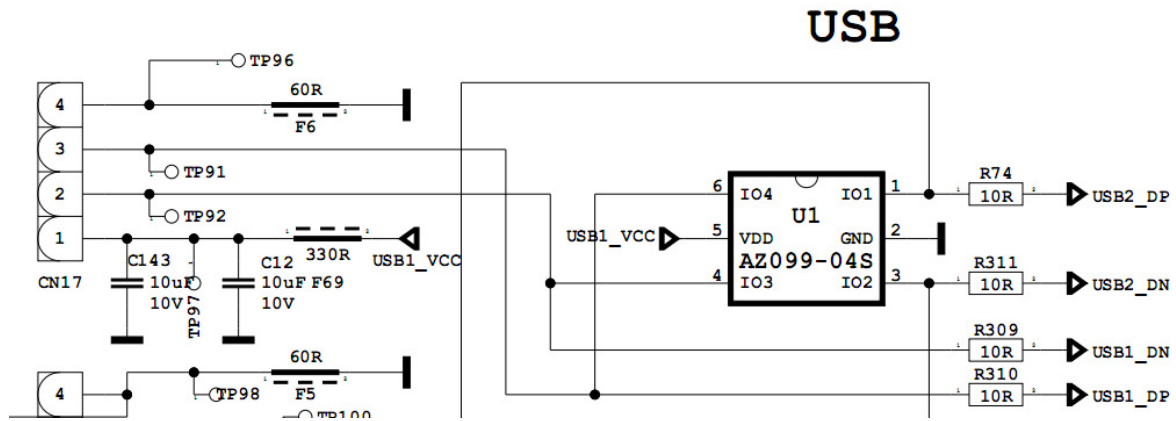 USB
TP96
4
60R
F6
3
TP91
2
TP92
1
330R
USB1_VCC
CN17
C143
10uF
10V
TP97
C12
10uF
10V
F69
6
IO4
IO1
1
U1
USB1_VCC
5
VDD
GND
2
AZ099-04S
4
IO3
IO2
3
R74
10R
USB2_DP
R311
10R
USB2_DN
R309
10R
USB1_DN
R310
10R
USB1_DP
4
60R
F5
TP98
TP100